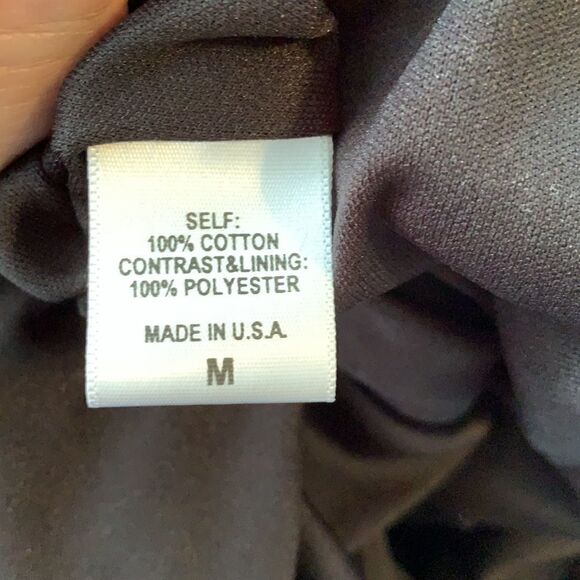 SELF:
100% COTTON
CONTRAST&LINING:
100% POLYESTER
MADE IN U.S.A.
M